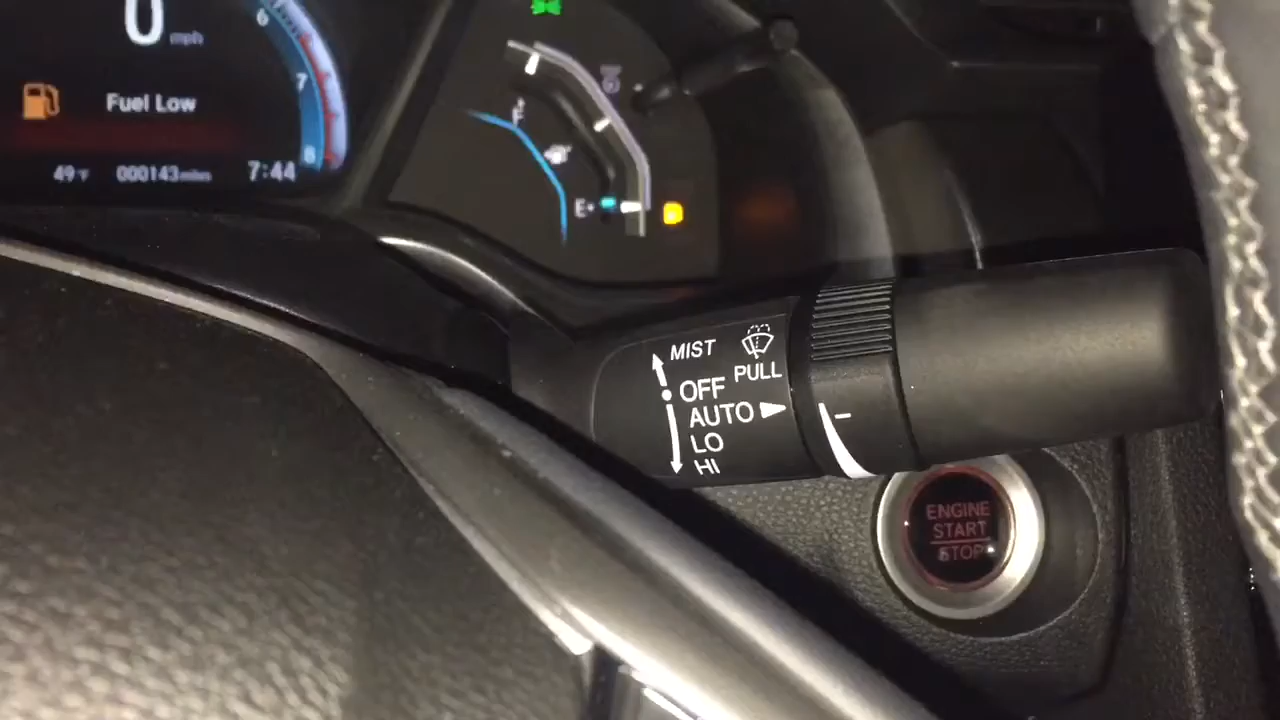 0 mph
6
7
8
Fuel Low
49°F 000143 miles 7:44
F
E
MIST
OFF PULL
AUTO
LO
HI
ENGINE
START
STOP